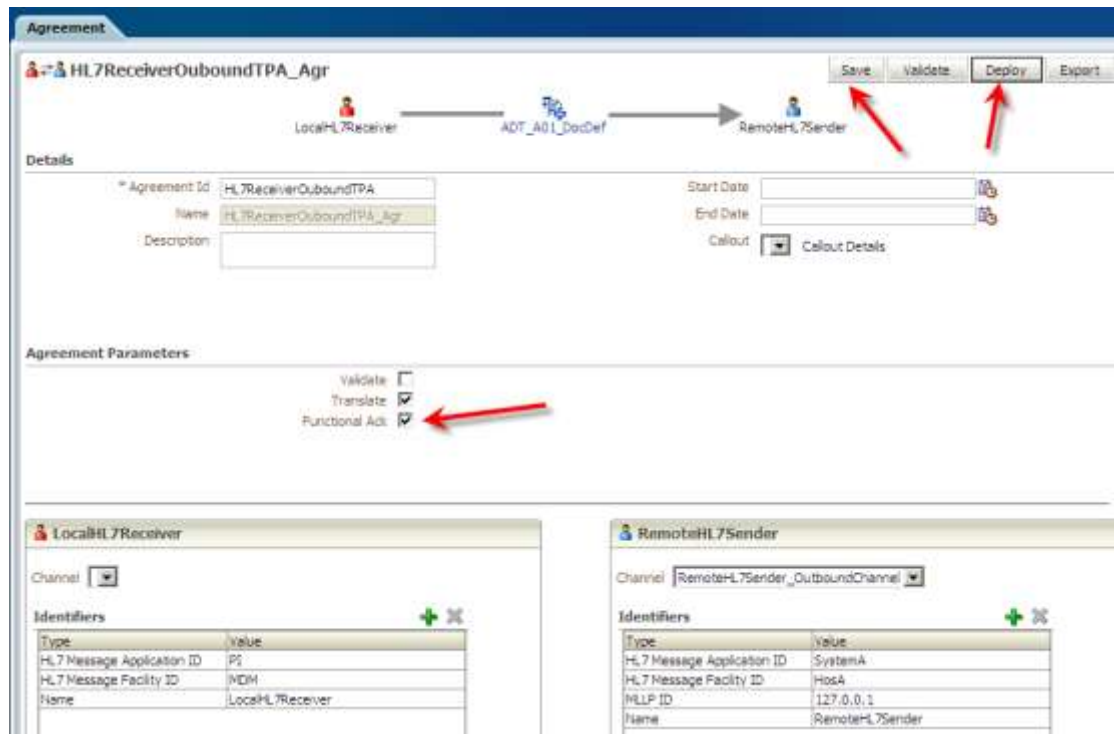 Agreement
HL7ReceiverOuboundTPA_Agr Save Validate Deploy Export
LocalHL7Receiver ADT_A01_DocDef RemoteHL7Sender
Details
* Agreement Id HL7ReceiverOuboundTPA Start Date
Name HL7ReceiverOuboundTPA_Agr End Date
Description Callout Callout Details
Agreement Parameters
Validate
Translate
Functional Ack
LocalHL7Receiver RemoteHL7Sender
Channel Channel RemoteHL7Sender_OutboundChannel
Identifiers Identifiers
Type Value Type Value
HL7 Message Application ID PI HL7 Message Application ID SystemA
HL7 Message Facility ID MDM HL7 Message Facility ID HosA
Name LocalHL7Receiver MLLP ID 127.0.0.1
Name RemoteHL7Sender